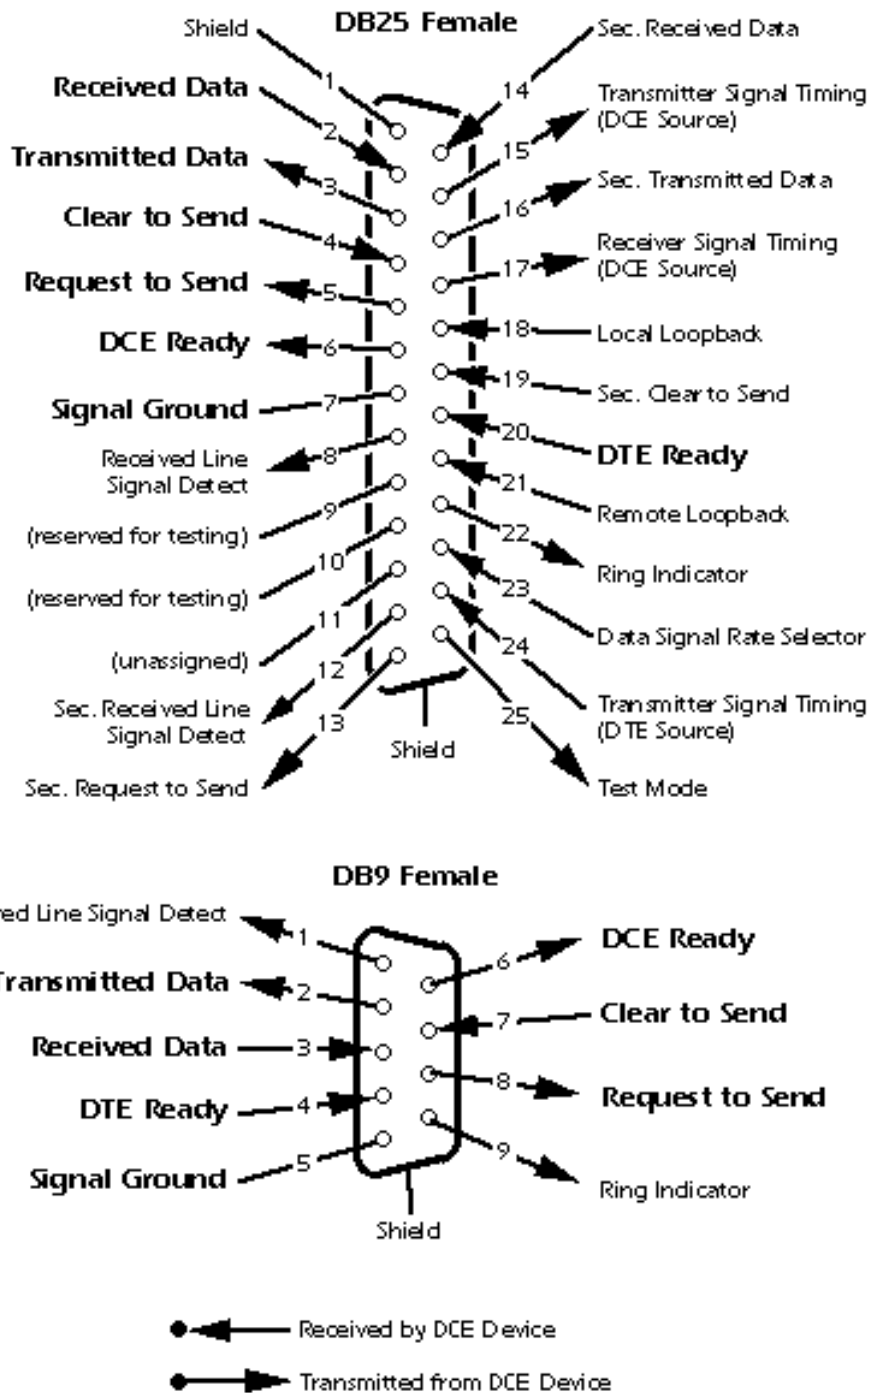 DB25 Female
Shield
Received Data
Transmitted Data
Clear to Send
Request to Send
DCE Ready
Signal Ground
Received Line
Signal Detect
(reserved for testing)
(reserved for testing)
(unassigned)
Sec. Received Line
Signal Detect
Sec. Request to Send
1
2
3
4
5
6
7
8
9
10
11
12
13
14
15
16
17
18
19
20
21
22
23
24
25
Sec. Received Data
Transmitter Signal Timing
(DCE Source)
Sec. Transmitted Data
Receiver Signal Timing
(DCE Source)
Local Loopback
Sec. Clear to Send
DTE Ready
Remote Loopback
Ring Indicator
Data Signal Rate Selector
Transmitter Signal Timing
(DTE Source)
Test Mode
Shield
DB9 Female
Line Signal Detect
Transmitted Data
Received Data
DTE Ready
Signal Ground
1
2
3
4
5
6
7
8
9
DCE Ready
Clear to Send
Request to Send
Ring Indicator
Shield
Received by DCE Device
Transmitted from DCE Device